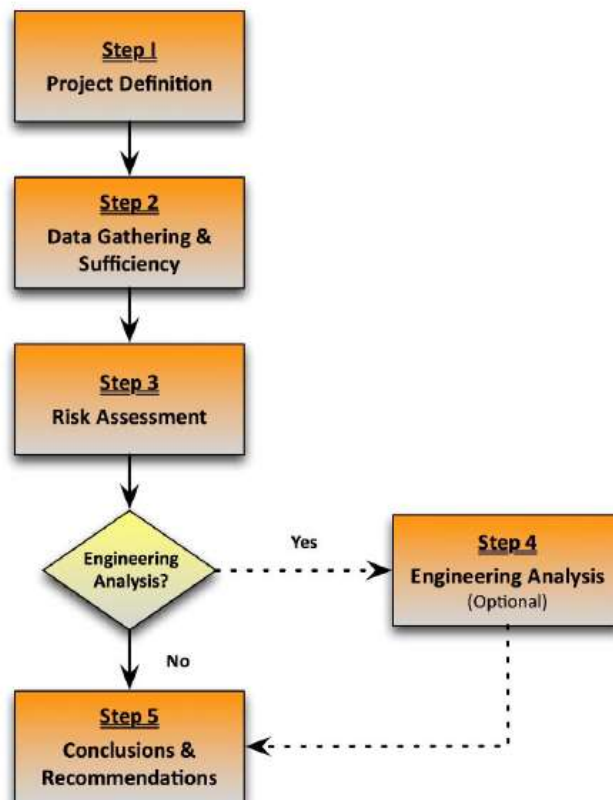 Step I
Project Definition
Step 2
Data Gathering &
Sufficiency
Step 3
Risk Assessment
Engineering
Analysis?
Yes
Step 4
Engineering Analysis
(Optional)
No
Step 5
Conclusions &
Recommendations